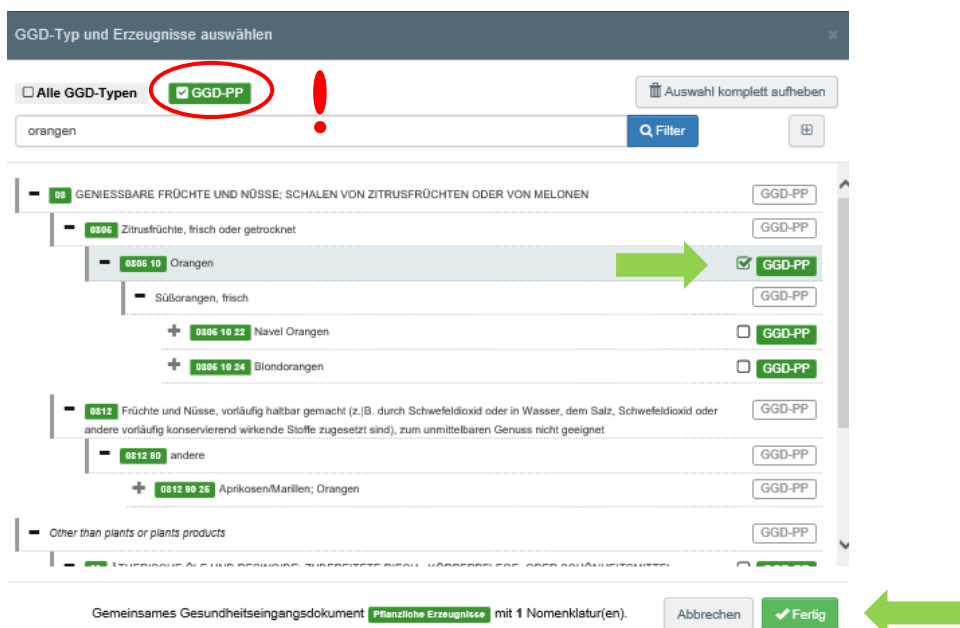 GGD-Typ und Erzeugnisse auswählen ×
Alle GGD-Typen GGD-PP ! Auswahl komplett aufheben
orangen Filter
08 GENIESSBARE FRÜCHTE UND NÜSSE; SCHALEN VON ZITRUSFRÜCHTEN ODER VON MELONEN GGD-PP
0805 Zitrusfrüchte, frisch oder getrocknet GGD-PP
0805 10 Orangen GGD-PP
Süßorangen, frisch GGD-PP
0805 10 22 Navel Orangen GGD-PP
0805 10 24 Blondorangen GGD-PP
0812 Früchte und Nüsse, vorläufig haltbar gemacht (z.|B. durch Schwefeldioxid oder in Wasser, dem Salz, Schwefeldioxid oder GGD-PP
andere vorläufig konservierend wirkende Stoffe zugesetzt sind), zum unmittelbaren Genuss nicht geeignet
0812 90 andere GGD-PP
0812 90 25 Aprikosen/Marillen; Orangen GGD-PP
Other than plants or plants products GGD-PP
Gemeinsames Gesundheitseingangsdokument Pflanzliche Erzeugnisse mit 1 Nomenklatur(en). Abbrechen Fertig